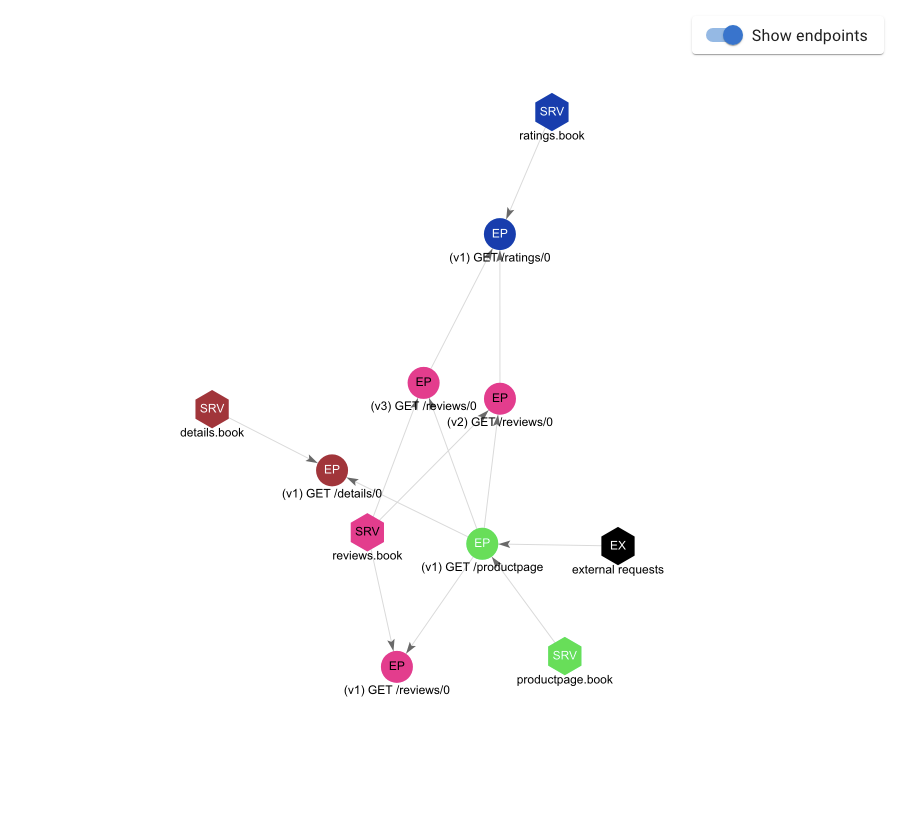 Show endpoints
SRV
ratings.book
EP
(v1) GET /ratings/0
EP
(v3) GET /reviews/0
EP
(v2) GET /reviews/0
SRV
details.book
EP
(v1) GET /details/0
SRV
reviews.book
EP
(v1) GET /productpage
EX
external requests
SRV
productpage.book
EP
(v1) GET /reviews/0